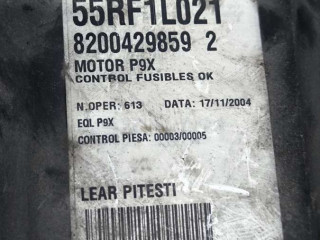 55RF1L021
8200429859 2
MOTOR P9X
CONTROL FUSIBLES OK
N.OPER: 613 DATA: 17/11/2004
EQL P9X
CONTROL PIESA: 00003/00005
LEAR PITESTI